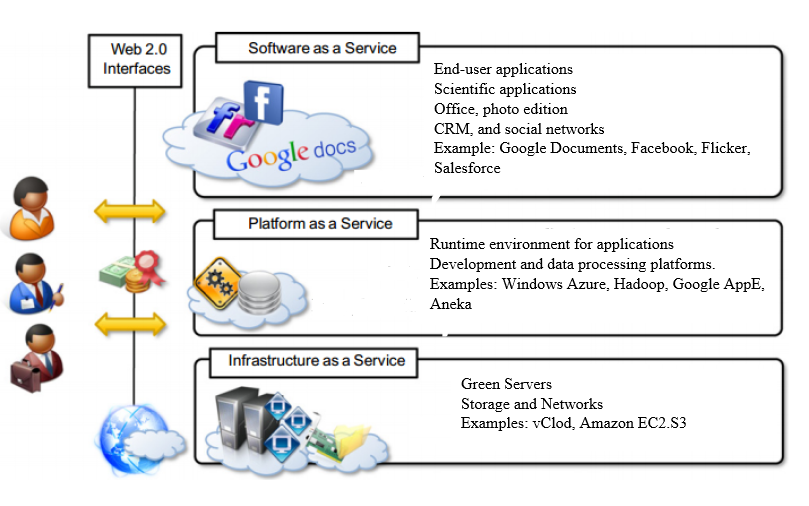 Web 2.0
Interfaces
Software as a Service
End-user applications
Scientific applications
Office, photo edition
CRM, and social networks
Example: Google Documents, Facebook, Flicker,
Salesforce
f
fr
Google docs
Platform as a Service
Runtime environment for applications
Development and data processing platforms.
Examples: Windows Azure, Hadoop, Google AppE,
Aneka
Infrastructure as a Service
Green Servers
Storage and Networks
Examples: vClod, Amazon EC2.S3